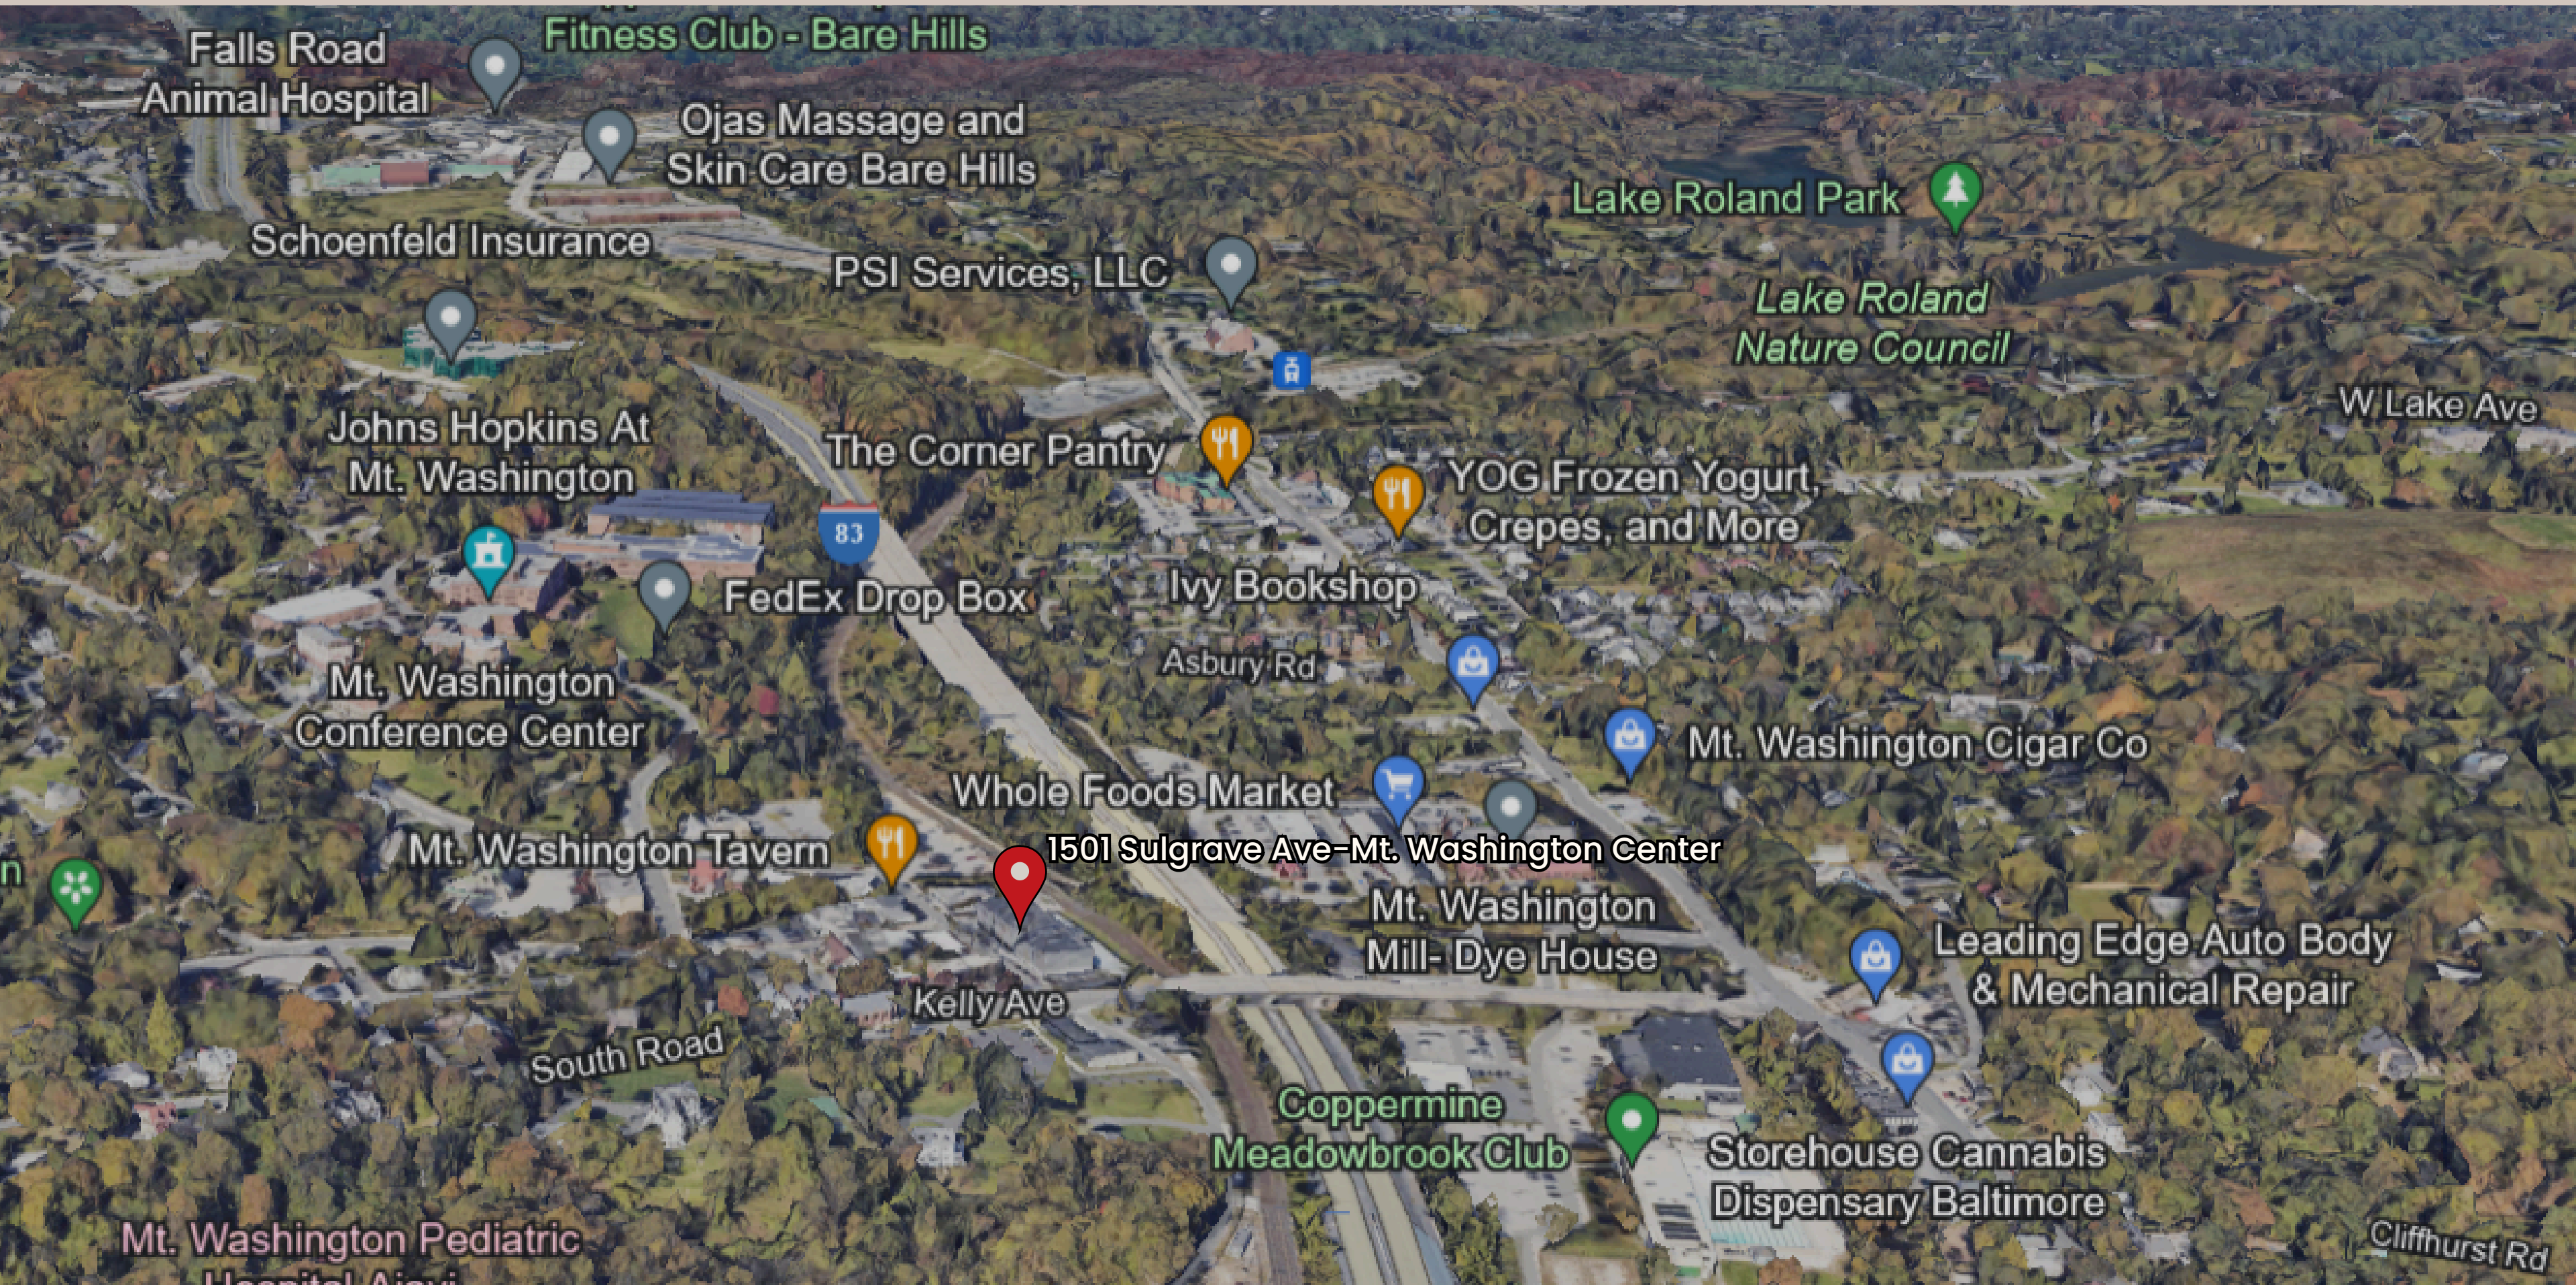 Fitness Club - Bare Hills
Falls Road
Animal Hospital
Ojas Massage and
Skin Care Bare Hills
Lake Roland Park
Schoenfeld Insurance
PSI Services, LLC
Lake Roland
Nature Council
W Lake Ave
Johns Hopkins At
Mt. Washington
The Corner Pantry
YOG Frozen Yogurt,
Crepes, and More
83
FedEx Drop Box
Ivy Bookshop
Asbury Rd
Mt. Washington
Conference Center
Mt. Washington Cigar Co
Whole Foods Market
Mt. Washington Tavern
1501 Sulgrave Ave-Mt. Washington Center
n
Mt. Washington
Mill- Dye House
Leading Edge Auto Body
& Mechanical Repair
Kelly Ave
South Road
Coppermine
Meadowbrook Club
Storehouse Cannabis
Dispensary Baltimore
Mt. Washington Pediatric
Cliffhurst Rd